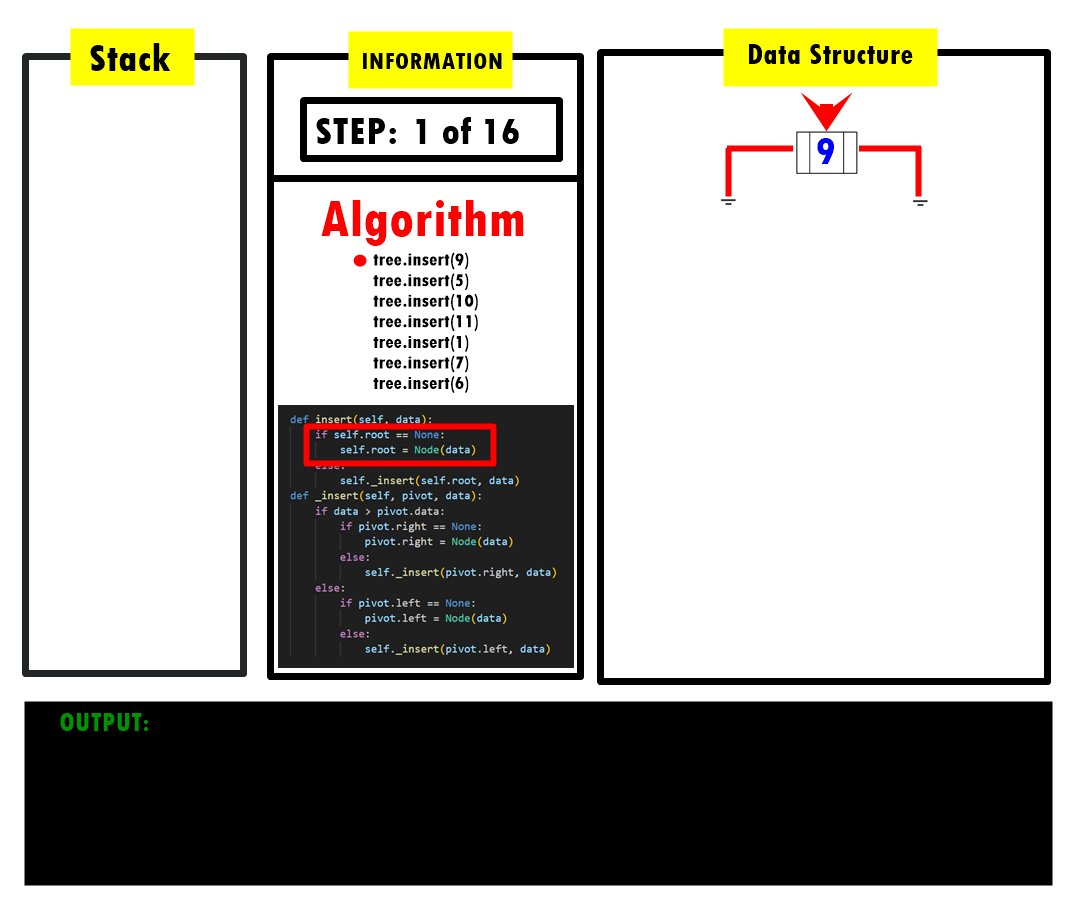 Stack
INFORMATION
Data Structure
STEP: 1 of 16
9
Algorithm
tree.insert(9)
tree.insert(5)
tree.insert(10)
tree.insert(11)
tree.insert(1)
tree.insert(7)
tree.insert(6)
def insert(self, data):
if self.root == None:
self.root = Node(data)
else:
self._insert(self.root, data)
def _insert(self, pivot, data):
if data > pivot.data:
if pivot.right == None:
pivot.right = Node(data)
else:
self._insert(pivot.right, data)
else:
if pivot.left == None:
pivot.left = Node(data)
else:
self._insert(pivot.left, data)
OUTPUT: